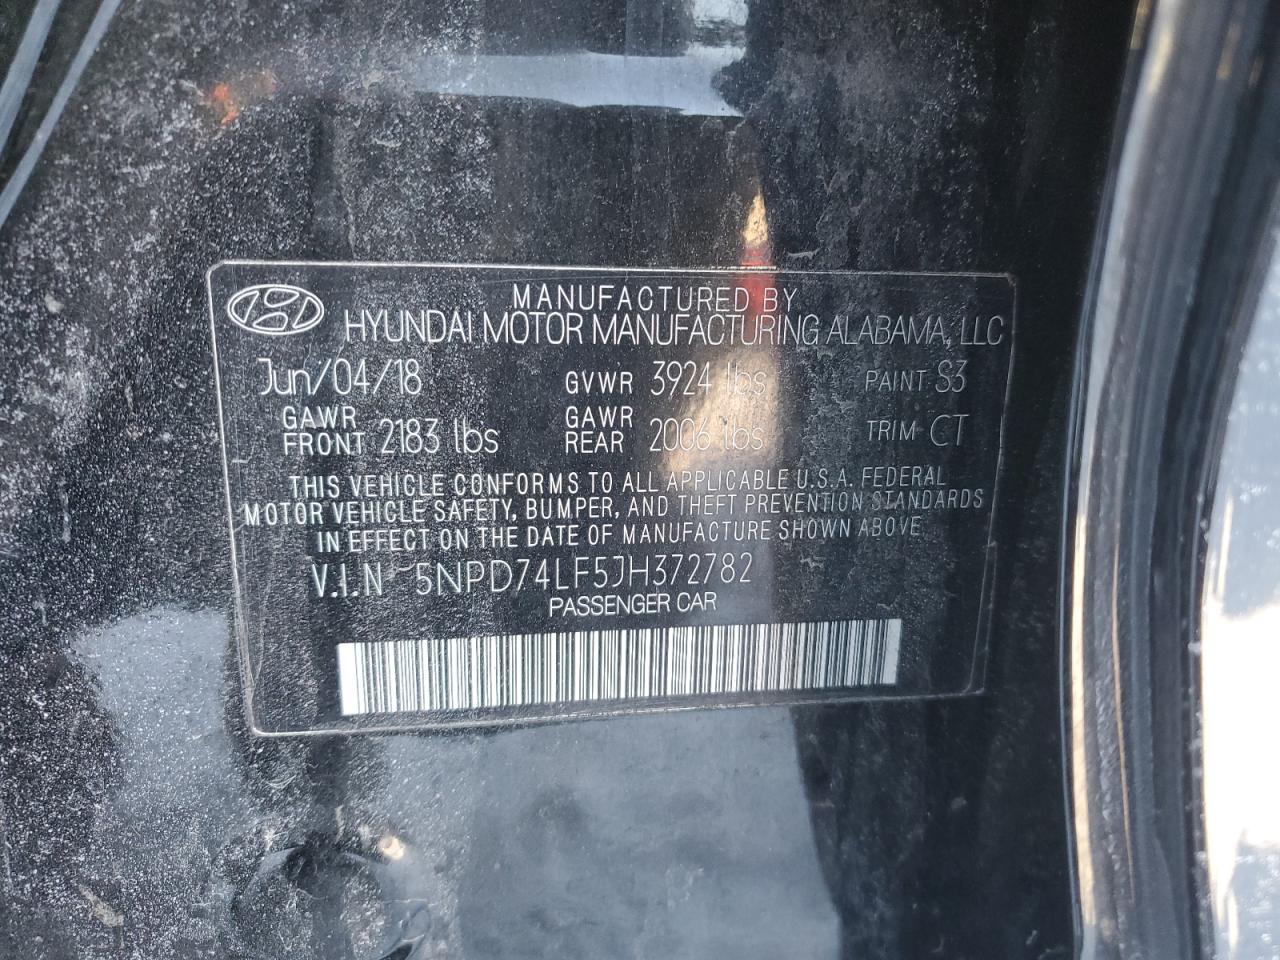 MANUFACTURED BY
HYUNDAI MOTOR MANUFACTURING ALABAMA, LLC
Jun/04/18 GVWR 3924 lbs PAINT S3
GAWR FRONT 2183 lbs GAWR REAR 2006 lbs TRIM CT
THIS VEHICLE CONFORMS TO ALL APPLICABLE U.S.A. FEDERAL
MOTOR VEHICLE SAFETY, BUMPER, AND THEFT PREVENTION STANDARDS
IN EFFECT ON THE DATE OF MANUFACTURE SHOWN ABOVE
V.I.N 5NPD74LF5JH372782
PASSENGER CAR